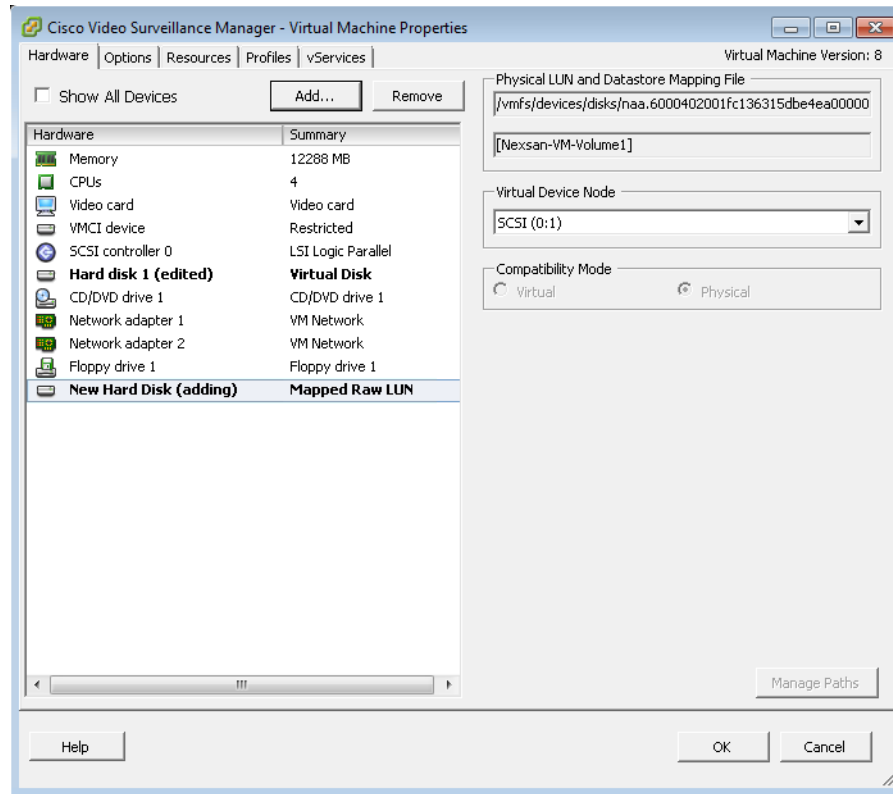 Cisco Video Surveillance Manager - Virtual Machine Properties
Hardware Options Resources Profiles vServices Virtual Machine Version: 8
Show All Devices Add... Remove
Hardware Summary
Memory 12288 MB
CPUs 4
Video card Video card
VMCI device Restricted
SCSI controller 0 LSI Logic Parallel
Hard disk 1 (edited) Virtual Disk
CD/DVD drive 1 CD/DVD drive 1
Network adapter 1 VM Network
Network adapter 2 VM Network
Floppy drive 1 Floppy drive 1
New Hard Disk (adding) Mapped Raw LUN
Physical LUN and Datastore Mapping File
/vmfs/devices/disks/naa.6000402001fc136315dbe4ea00000
[Nexsan-VM-Volume1]
Virtual Device Node
SCSI (0:1)
Compatibility Mode
Virtual Physical
Manage Paths
Help OK Cancel